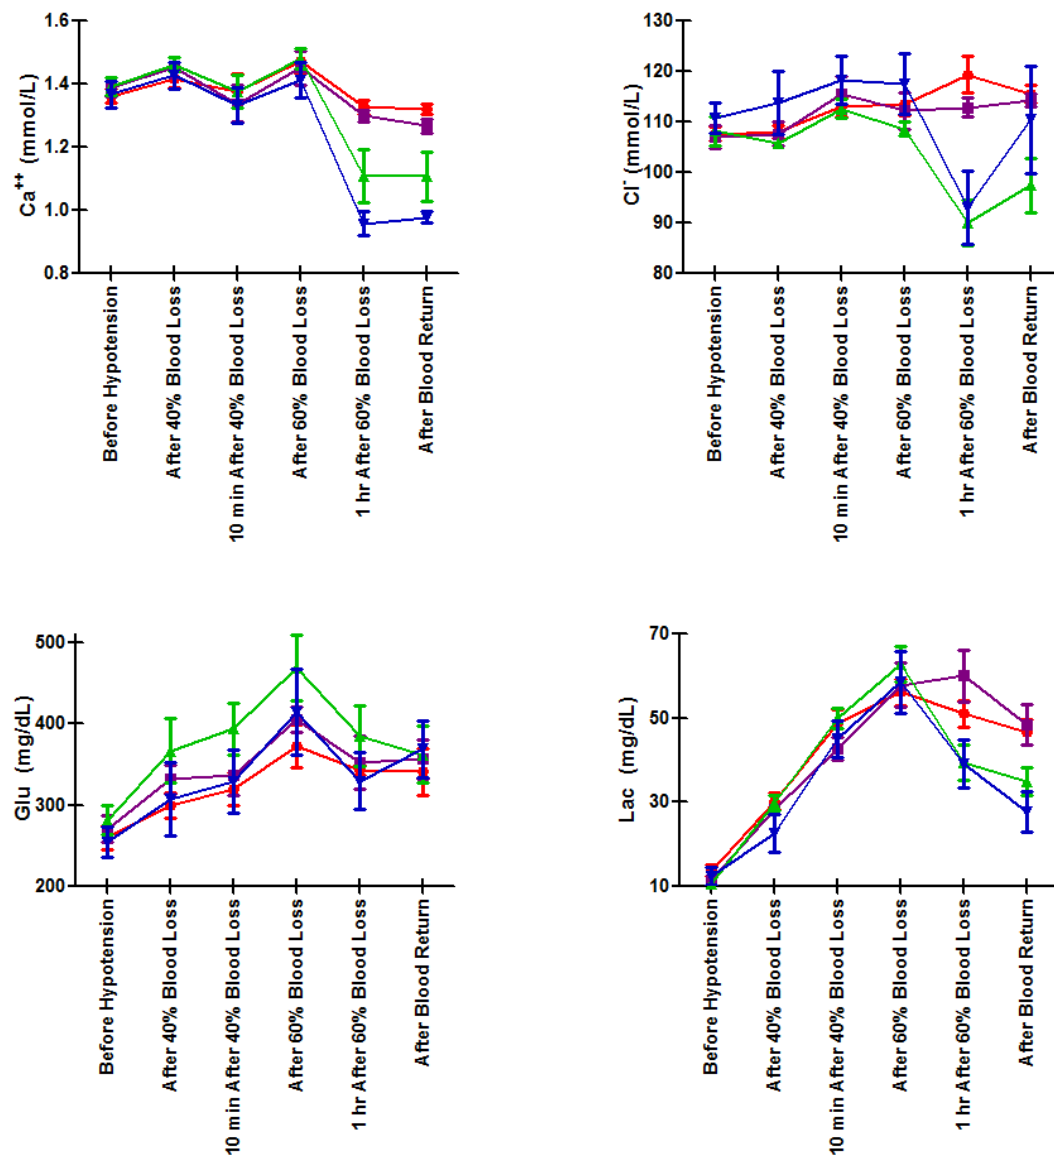 Ca++ (mmol/L)
1.6
1.4
1.2
1.0
0.8
Before Hypotension
After 40% Blood Loss
10 min After 40% Blood Loss
After 60% Blood Loss
1 hr After 60% Blood Loss
After Blood Return
Cl- (mmol/L)
130
120
110
100
90
80
Before Hypotension
After 40% Blood Loss
10 min After 40% Blood Loss
After 60% Blood Loss
1 hr After 60% Blood Loss
After Blood Return
Glu (mg/dL)
500
400
300
200
Before Hypotension
After 40% Blood Loss
10 min After 40% Blood Loss
After 60% Blood Loss
1 hr After 60% Blood Loss
After Blood Return
Lac (mg/dL)
70
50
30
10
Before Hypotension
After 40% Blood Loss
10 min After 40% Blood Loss
After 60% Blood Loss
1 hr After 60% Blood Loss
After Blood Return